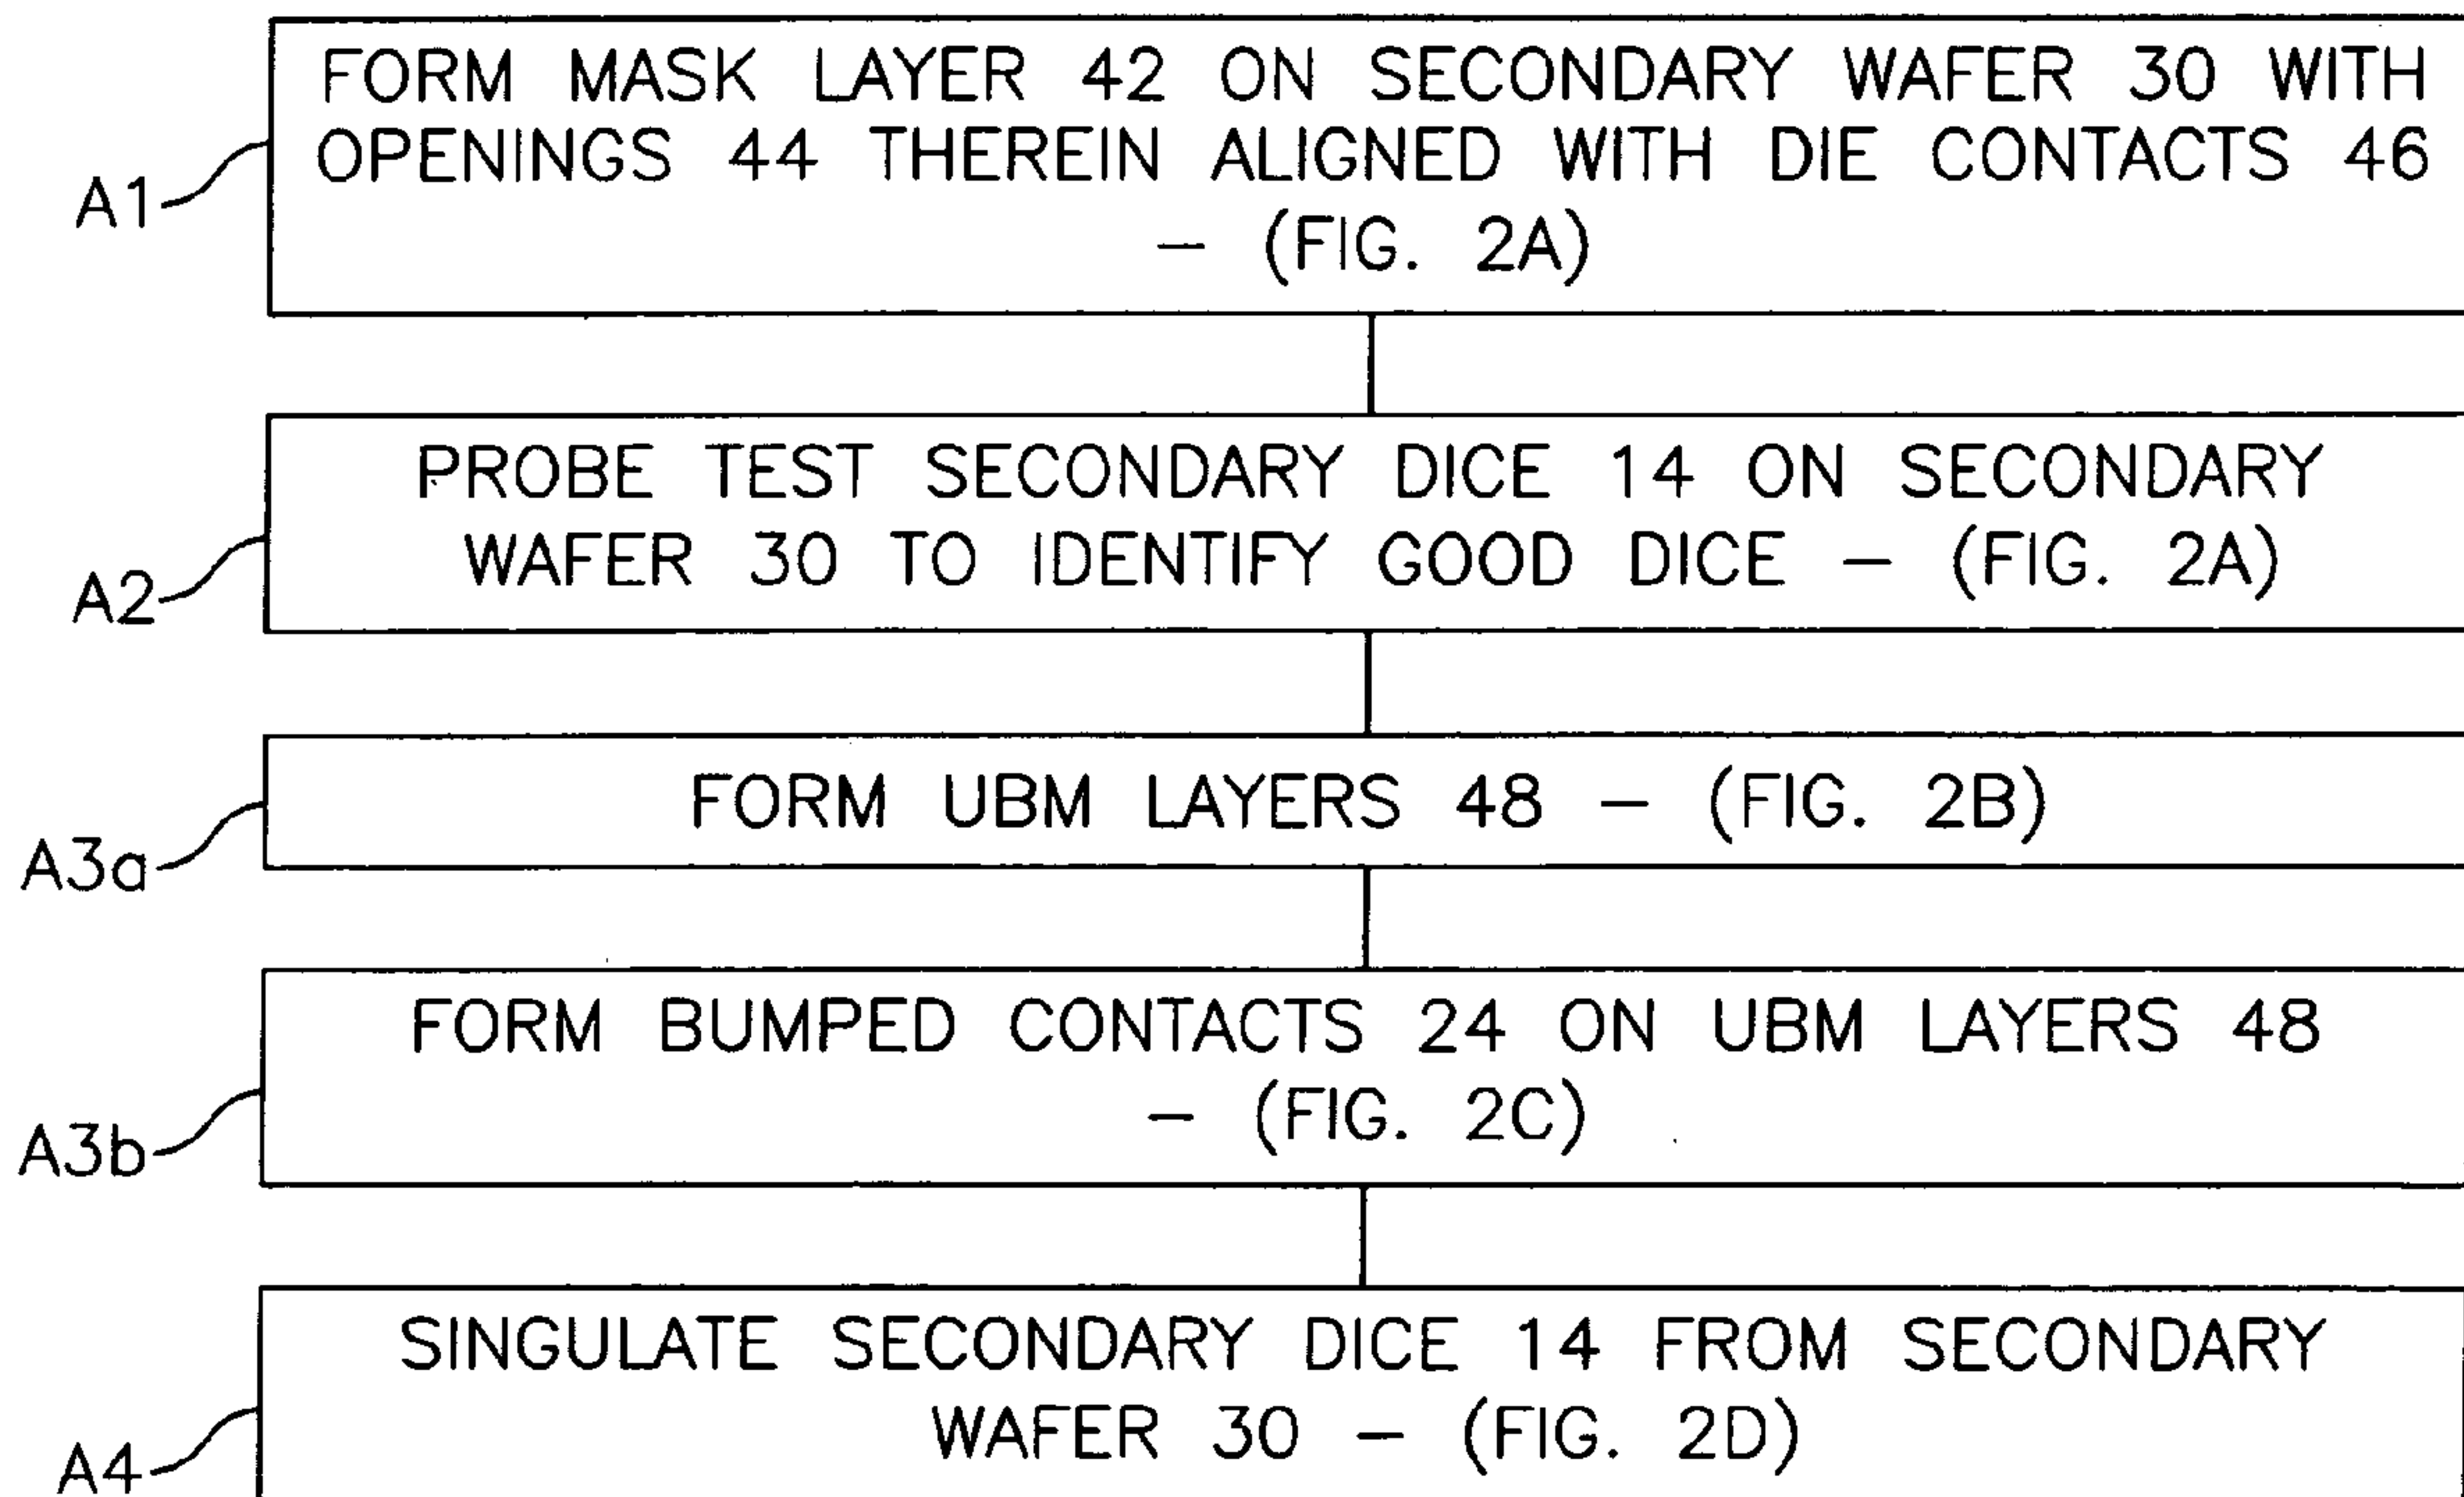 FORM MASK LAYER 42 ON SECONDARY WAFER 30 WITH
OPENINGS 44 THEREIN ALIGNED WITH DIE CONTACTS 46
— (FIG. 2A)
A1
PROBE TEST SECONDARY DICE 14 ON SECONDARY
WAFER 30 TO IDENTIFY GOOD DICE — (FIG. 2A)
A2
FORM UBM LAYERS 48 — (FIG. 2B)
A3a
FORM BUMPED CONTACTS 24 ON UBM LAYERS 48
— (FIG. 2C)
A3b
SINGULATE SECONDARY DICE 14 FROM SECONDARY
WAFER 30 — (FIG. 2D)
A4